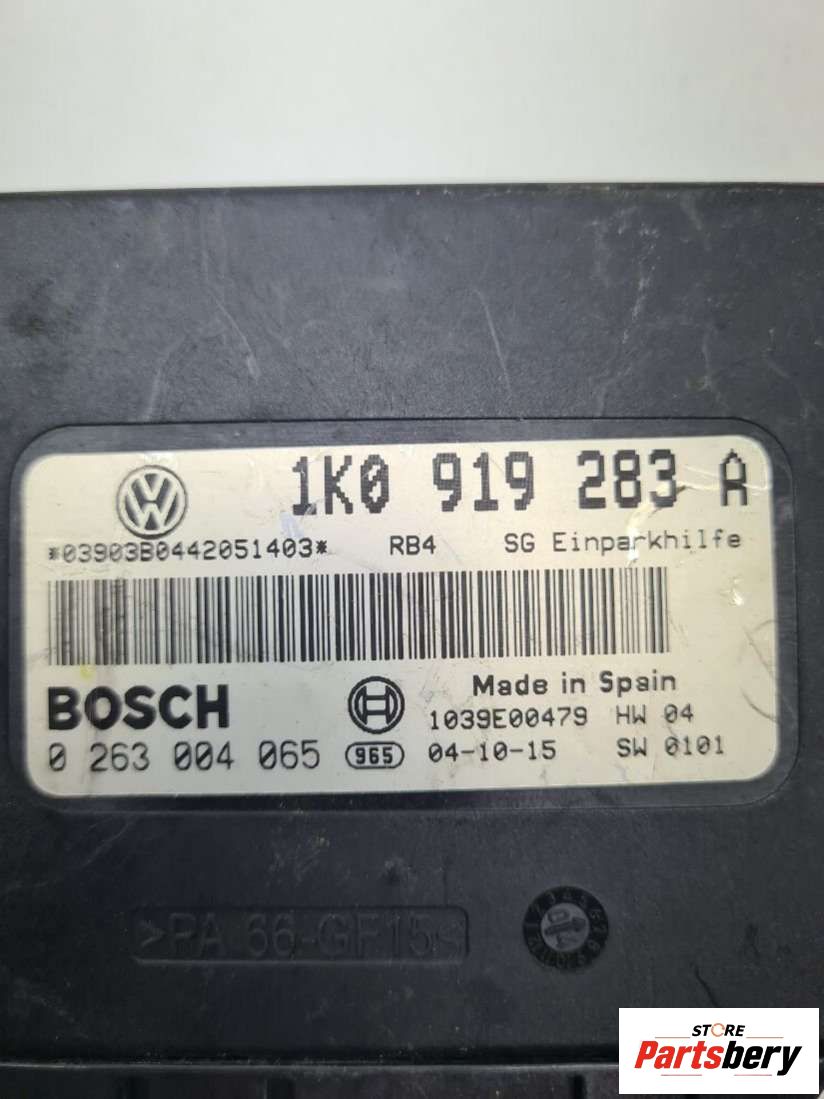 1K0 919 283 A
*03903B0442051403* RB4 SG Einparkhilfe
BOSCH
Made in Spain
1039E00479 HW 04
0 263 004 065 965 04-10-15 SW 0101
>PA 66-GF15<
STORE
Partsbery